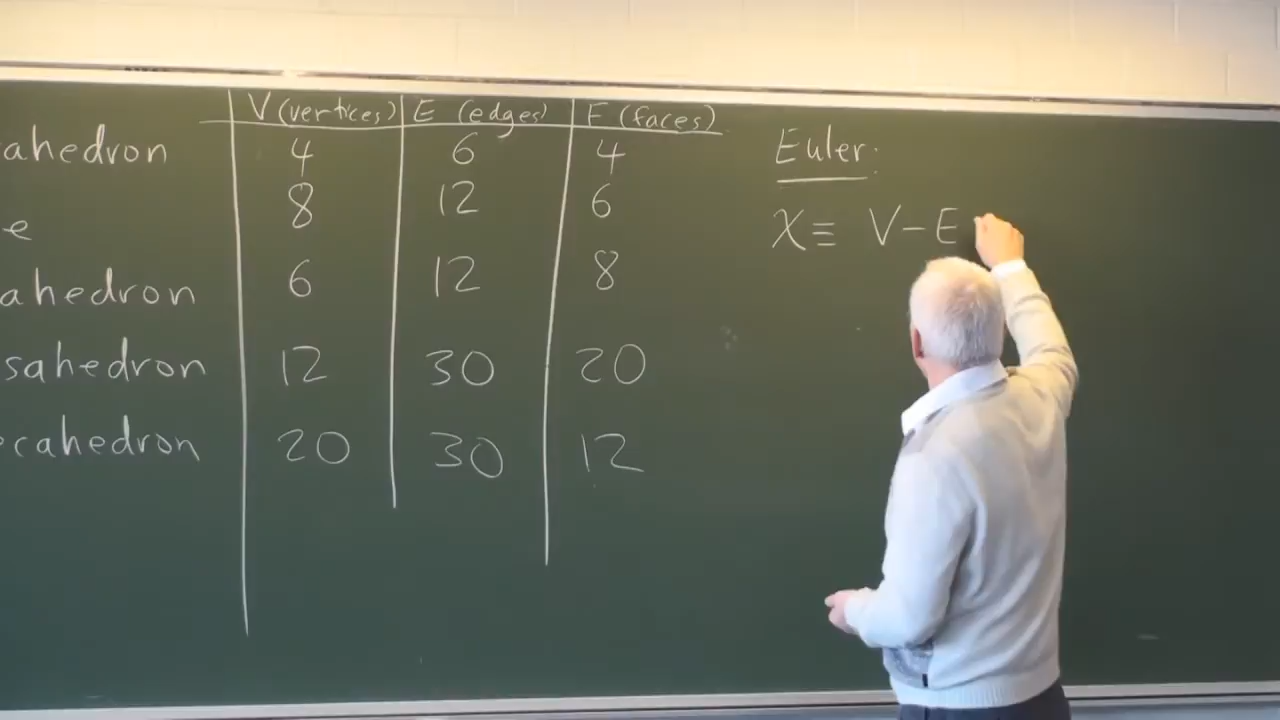 V (vertices) E (edges) F (faces)
ahedron 4 6 4
e 8 12 6
ahedron 6 12 8
sahedron 12 30 20
ecahedron 20 30 12
Euler:
χ ≡ V - E